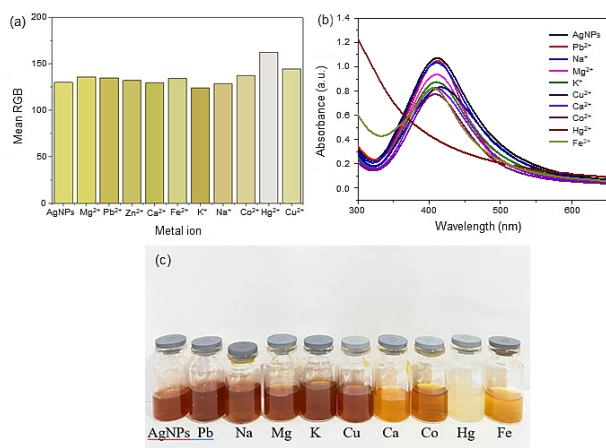 (a)
200
150
100
50
0
Mean RGB
AgNPs Mg²⁺ Pb²⁺ Zn²⁺ Ca²⁺ Fe²⁺ K⁺ Na⁺ Co²⁺ Hg²⁺ Cu²⁺
Metal ion
(b)
1.4
1.2
1.0
0.8
0.6
0.4
0.2
0.0
Absorbance (a.u.)
300 400 500 600
Wavelength (nm)
AgNPs
Pb²⁺
Na⁺
Mg²⁺
K⁺
Cu²⁺
Ca²⁺
Co²⁺
Hg²⁺
Fe²⁺
(c)
AgNPs Pb Na Mg K Cu Ca Co Hg Fe